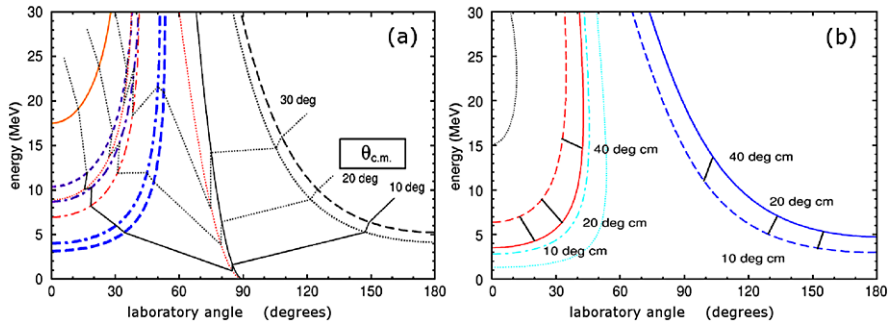 (a)
30
25
20
15
10
5
0
energy (MeV)
30 deg
θc.m.
20 deg
10 deg
0 30 60 90 120 150 180
laboratory angle (degrees)
(b)
30
25
20
15
10
5
0
energy (MeV)
40 deg cm
20 deg cm
10 deg cm
40 deg cm
20 deg cm
10 deg cm
0 30 60 90 120 150 180
laboratory angle (degrees)